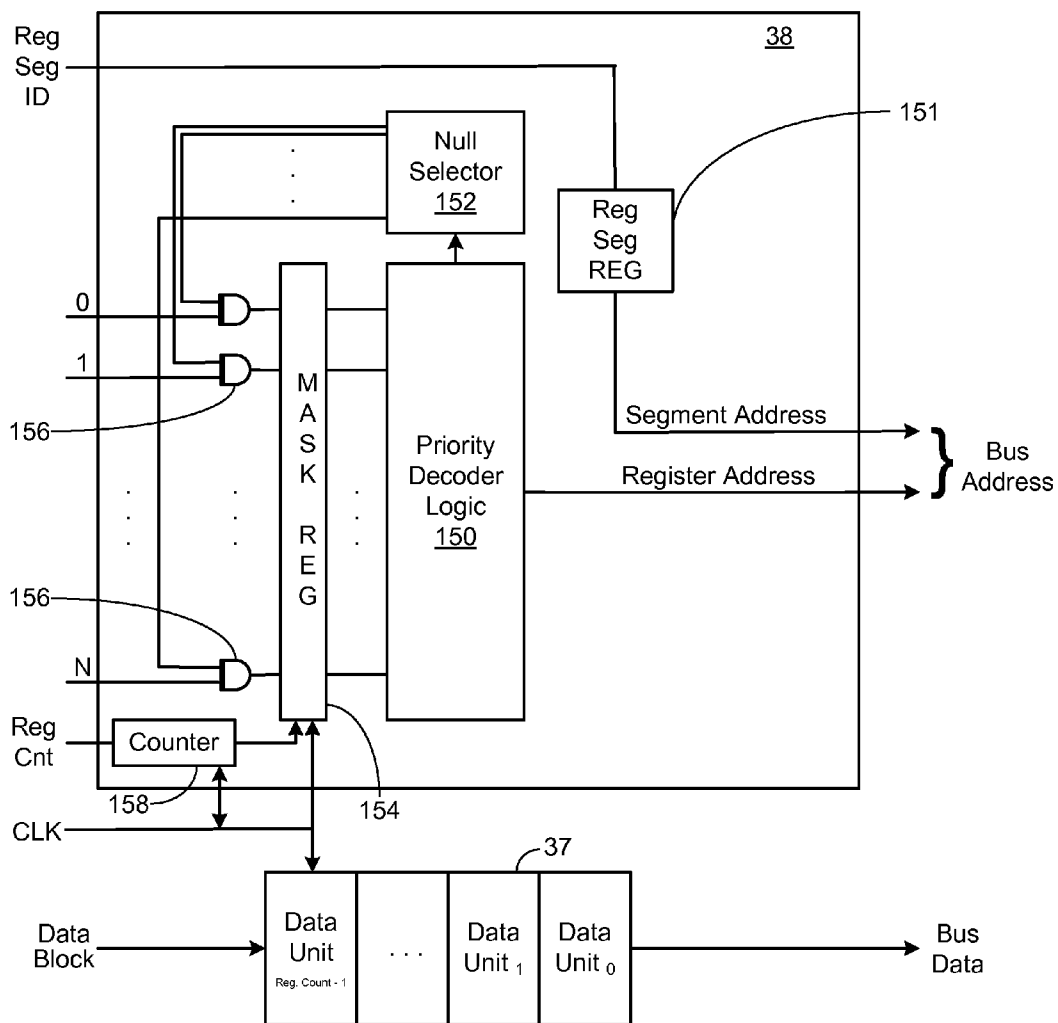 Reg
Seg
ID
38
151
Null
Selector
152
Reg
Seg
REG
0
1
156
MASK REG
Priority
Decoder
Logic
150
Segment Address
Register Address
Bus
Address
156
N
Reg
Cnt
Counter
158
154
CLK
37
Data
Block
Data
Unit
Reg. Count - 1
. . .
Data
Unit 1
Data
Unit 0
Bus
Data